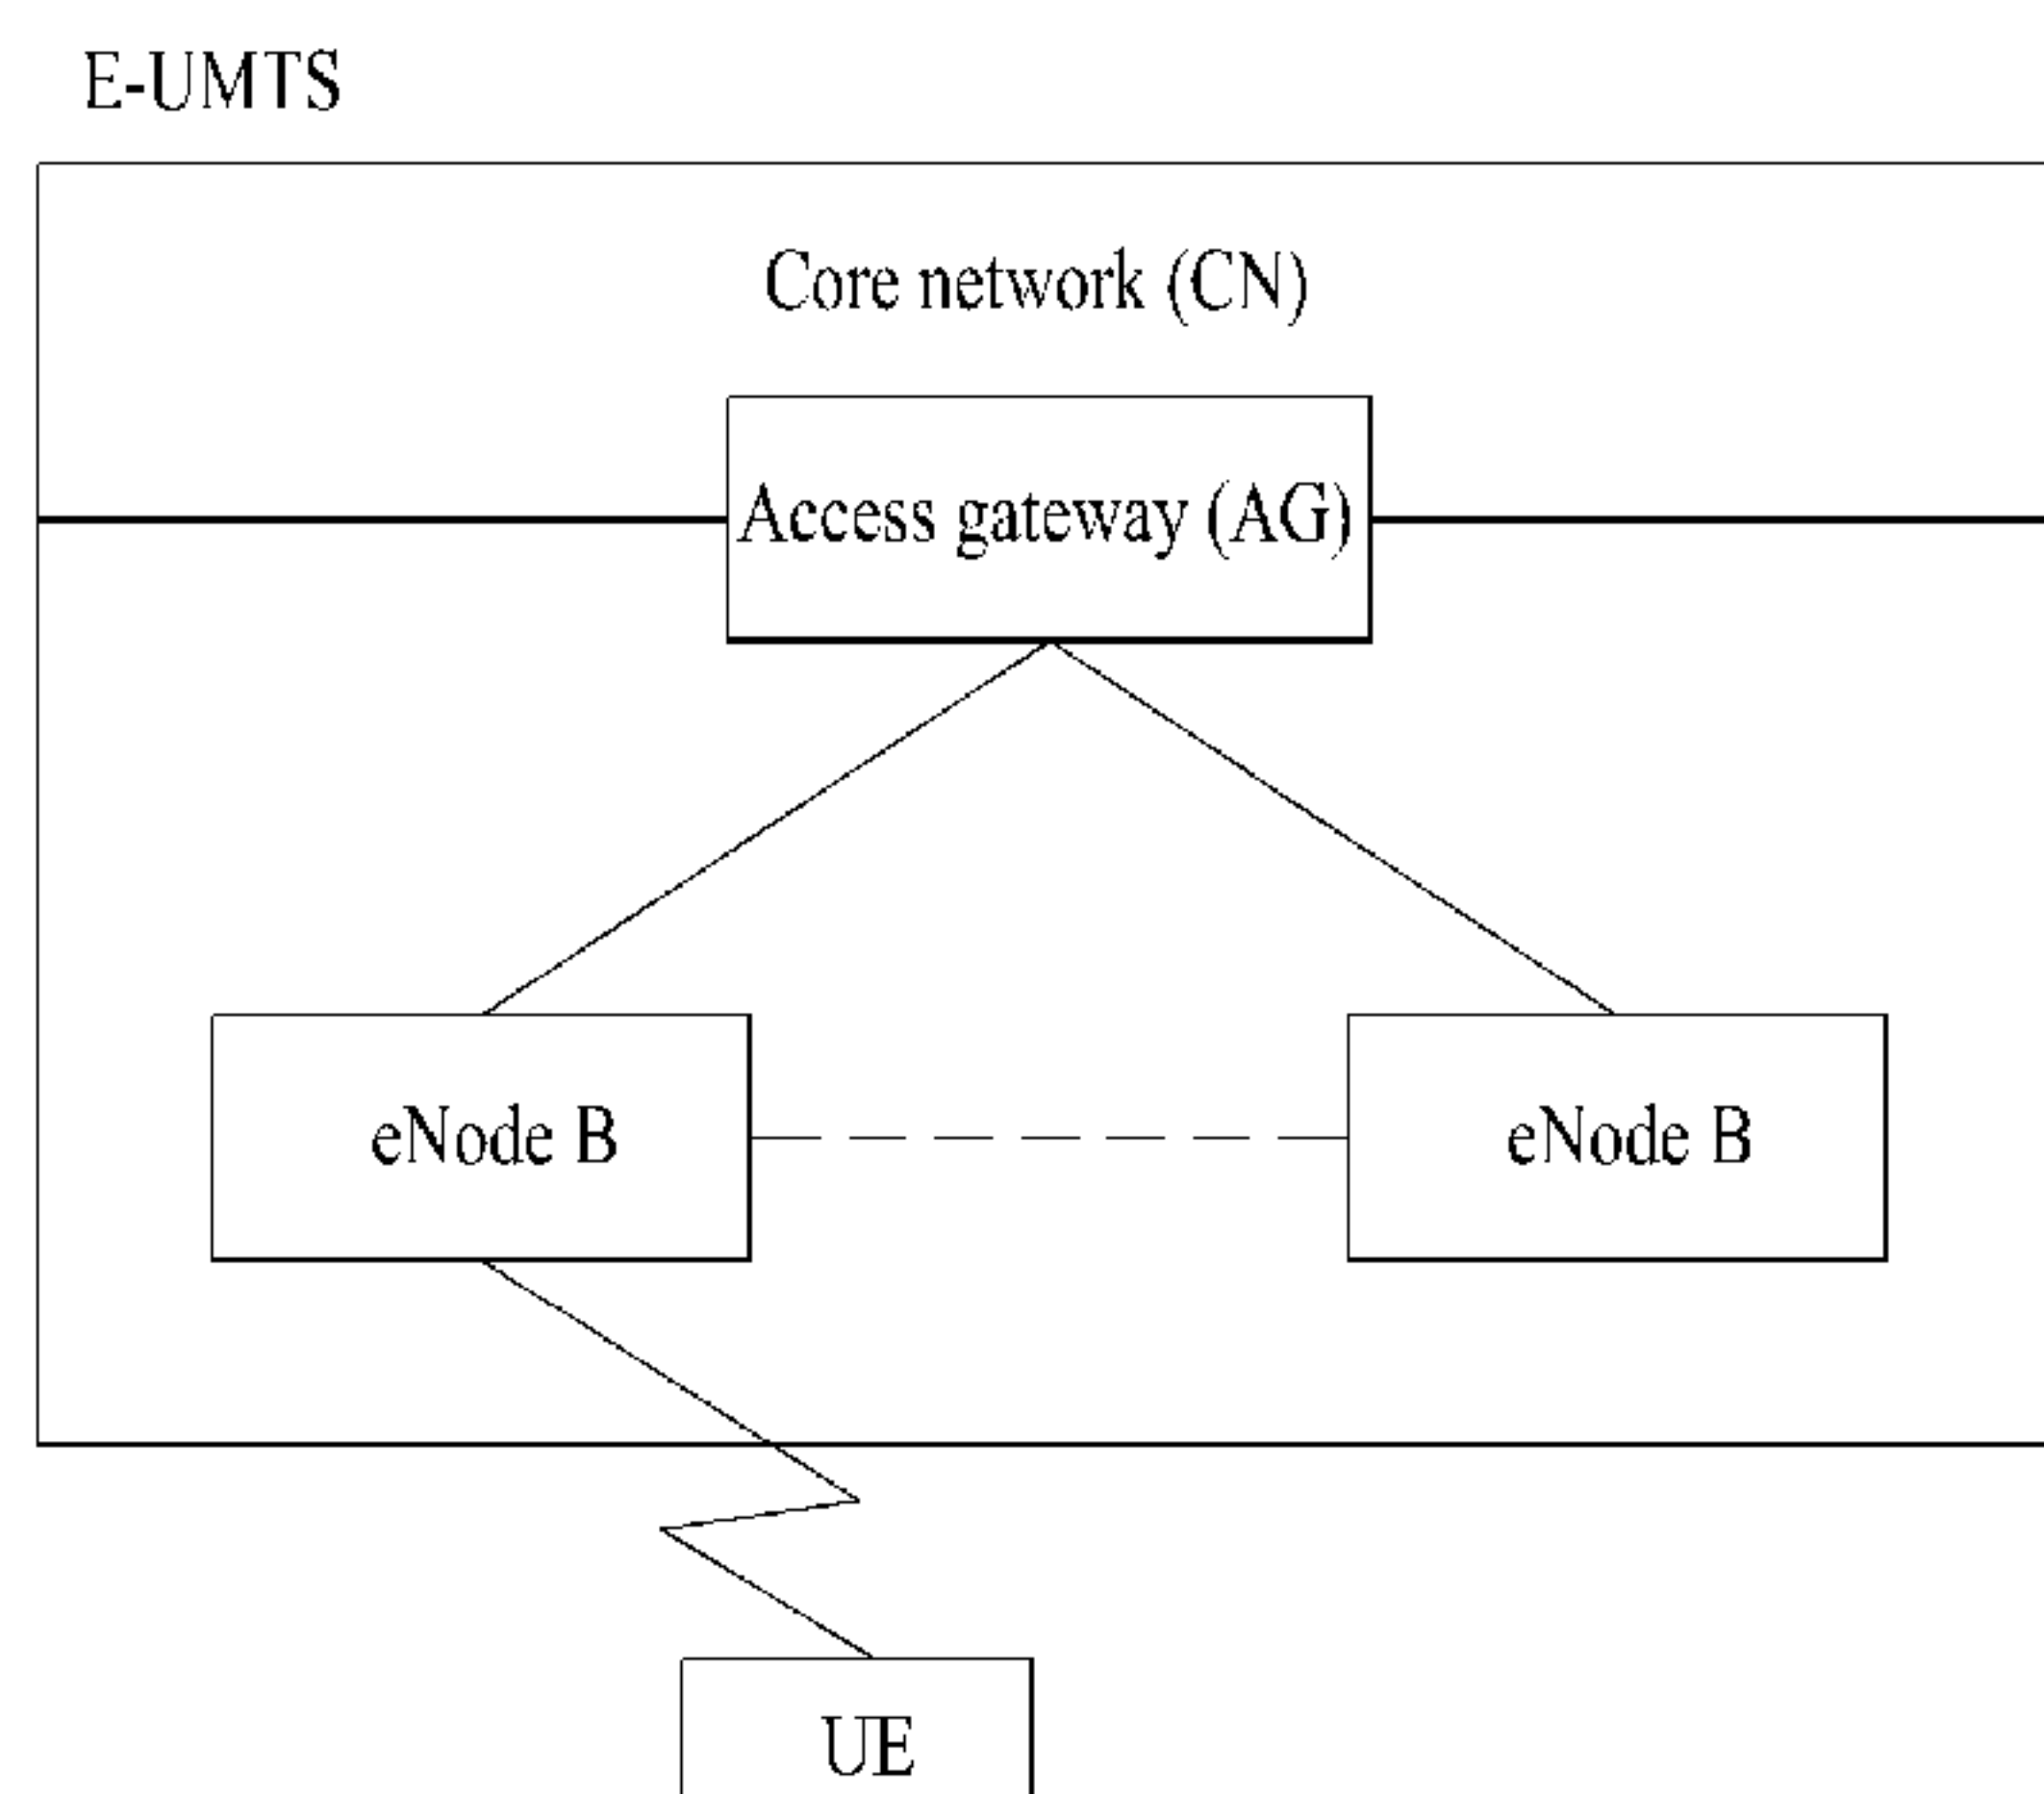 E-UMTS
Core network (CN)
Access gateway (AG)
eNode B
eNode B
UE